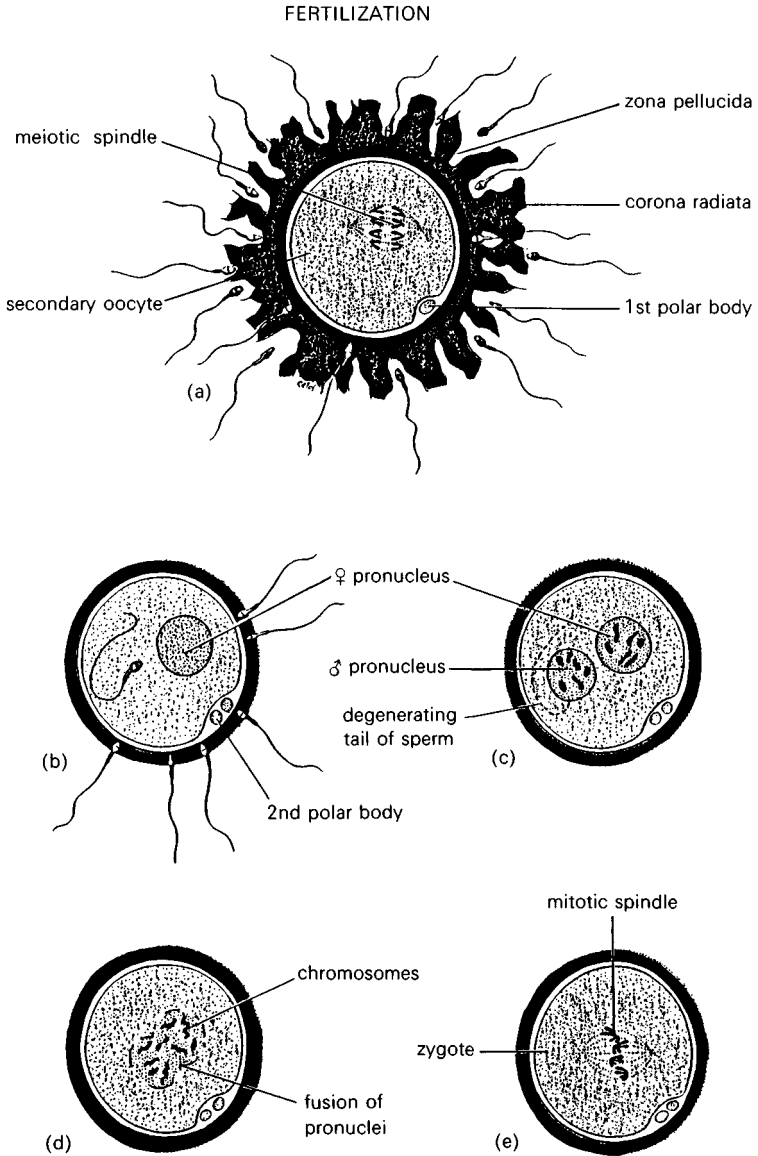 FERTILIZATION
zona pellucida
meiotic spindle
corona radiata
secondary oocyte
1st polar body
(a)
♀ pronucleus
♂ pronucleus
degenerating
tail of sperm
(b)
(c)
2nd polar body
mitotic spindle
chromosomes
zygote
fusion of
pronuclei
(d)
(e)